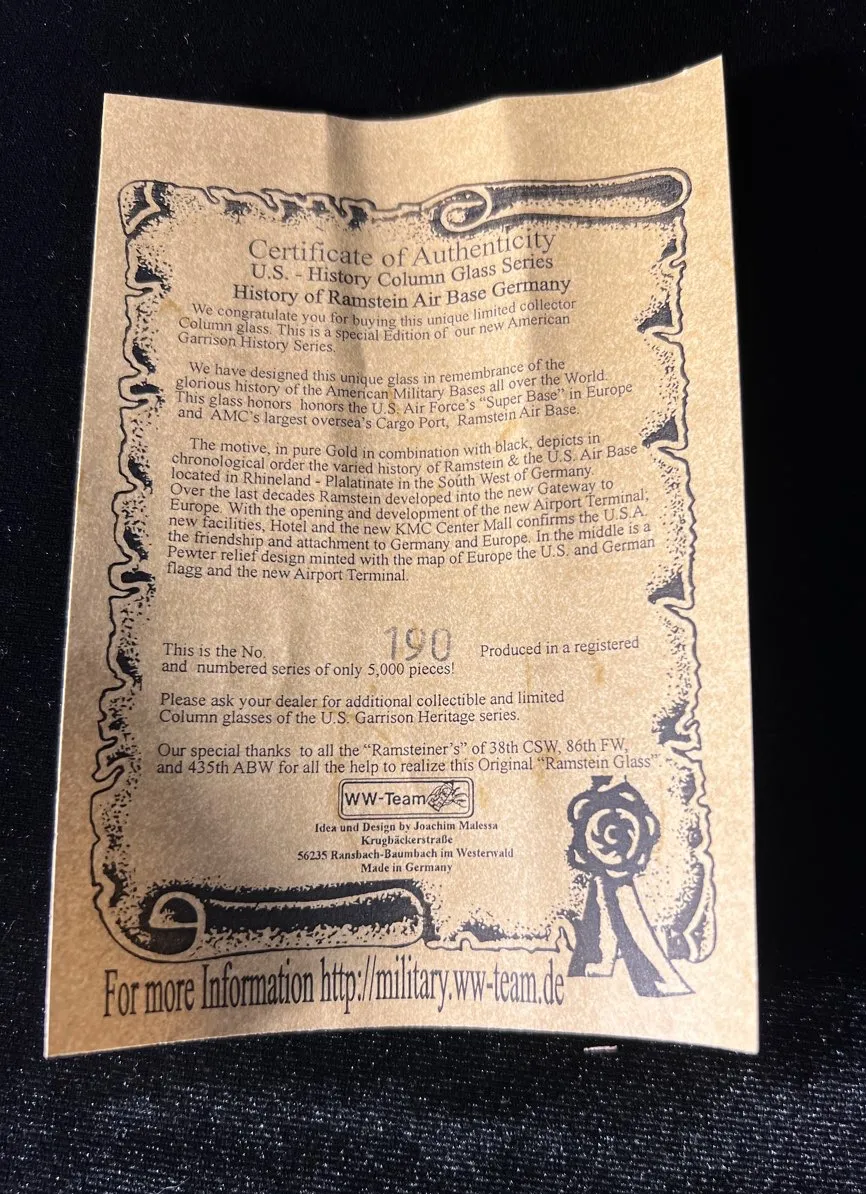 Certificate of Authenticity
U.S. - History Column Glass Series
History of Ramstein Air Base Germany
We congratulate you for buying this unique limited collector
Column glass. This is a special Edition of our new American
Garrison History Series.
We have designed this unique glass in remembrance of the
glorious history of the American Military Bases all over the World.
This glass honors honors the U.S. Air Force's "Super Base" in Europe
and AMC's largest oversea's Cargo Port, Ramstein Air Base.
The motive, in pure Gold in combination with black, depicts in
chronological order the varied history of Ramstein & the U.S. Air Base
located in Rhineland - Plalatinate in the South West of Germany.
Over the last decades Ramstein developed into the new Gateway to
Europe. With the opening and development of the new Airport Terminal;
new facilities, Hotel and the new KMC Center Mall confirms the U.S.A.
the friendship and attachment to Germany and Europe. In the middle is a
Pewter relief design minted with the map of Europe the U.S. and German
flagg and the new Airport Terminal.
This is the No. 190 Produced in a registered
and numbered series of only 5,000 pieces!
Please ask your dealer for additional collectible and limited
Column glasses of the U.S. Garrison Heritage series.
Our special thanks to all the "Ramsteiner's" of 38th CSW, 86th FW,
and 435th ABW for all the help to realize this Original "Ramstein Glass".
WW-Team
Idea und Design by Joachim Malessa
Krugbäckerstraße
56235 Ransbach-Baumbach im Westerwald
Made in Germany
For more Information http://military.ww-team.de